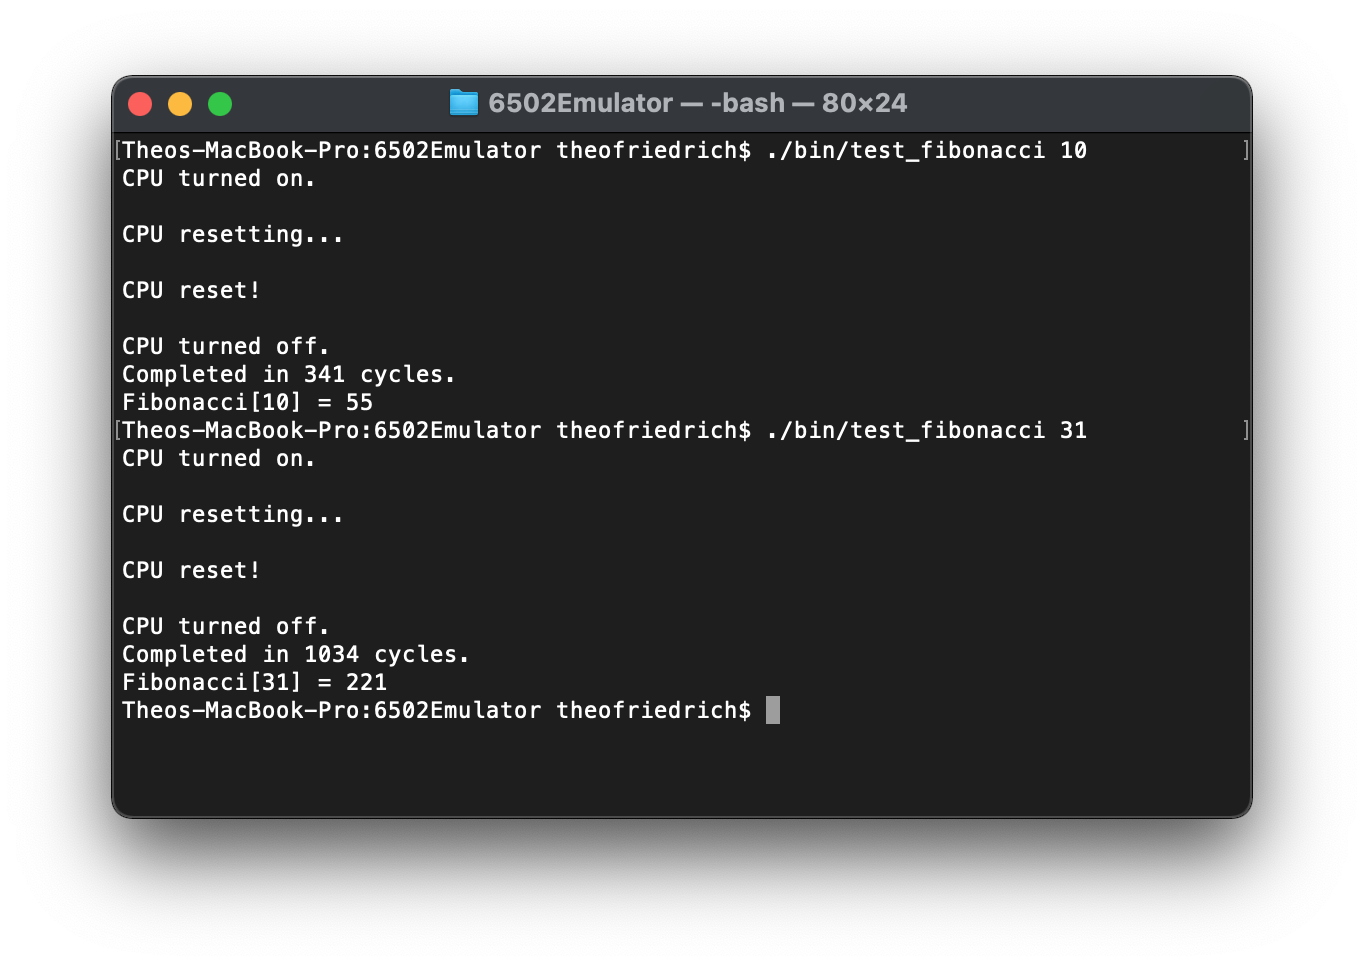 6502Emulator — -bash — 80×24
[Theos-MacBook-Pro:6502Emulator theofriedrich$ ./bin/test_fibonacci 10 ]
CPU turned on.
CPU resetting...
CPU reset!
CPU turned off.
Completed in 341 cycles.
Fibonacci[10] = 55
[Theos-MacBook-Pro:6502Emulator theofriedrich$ ./bin/test_fibonacci 31 ]
CPU turned on.
CPU resetting...
CPU reset!
CPU turned off.
Completed in 1034 cycles.
Fibonacci[31] = 221
Theos-MacBook-Pro:6502Emulator theofriedrich$